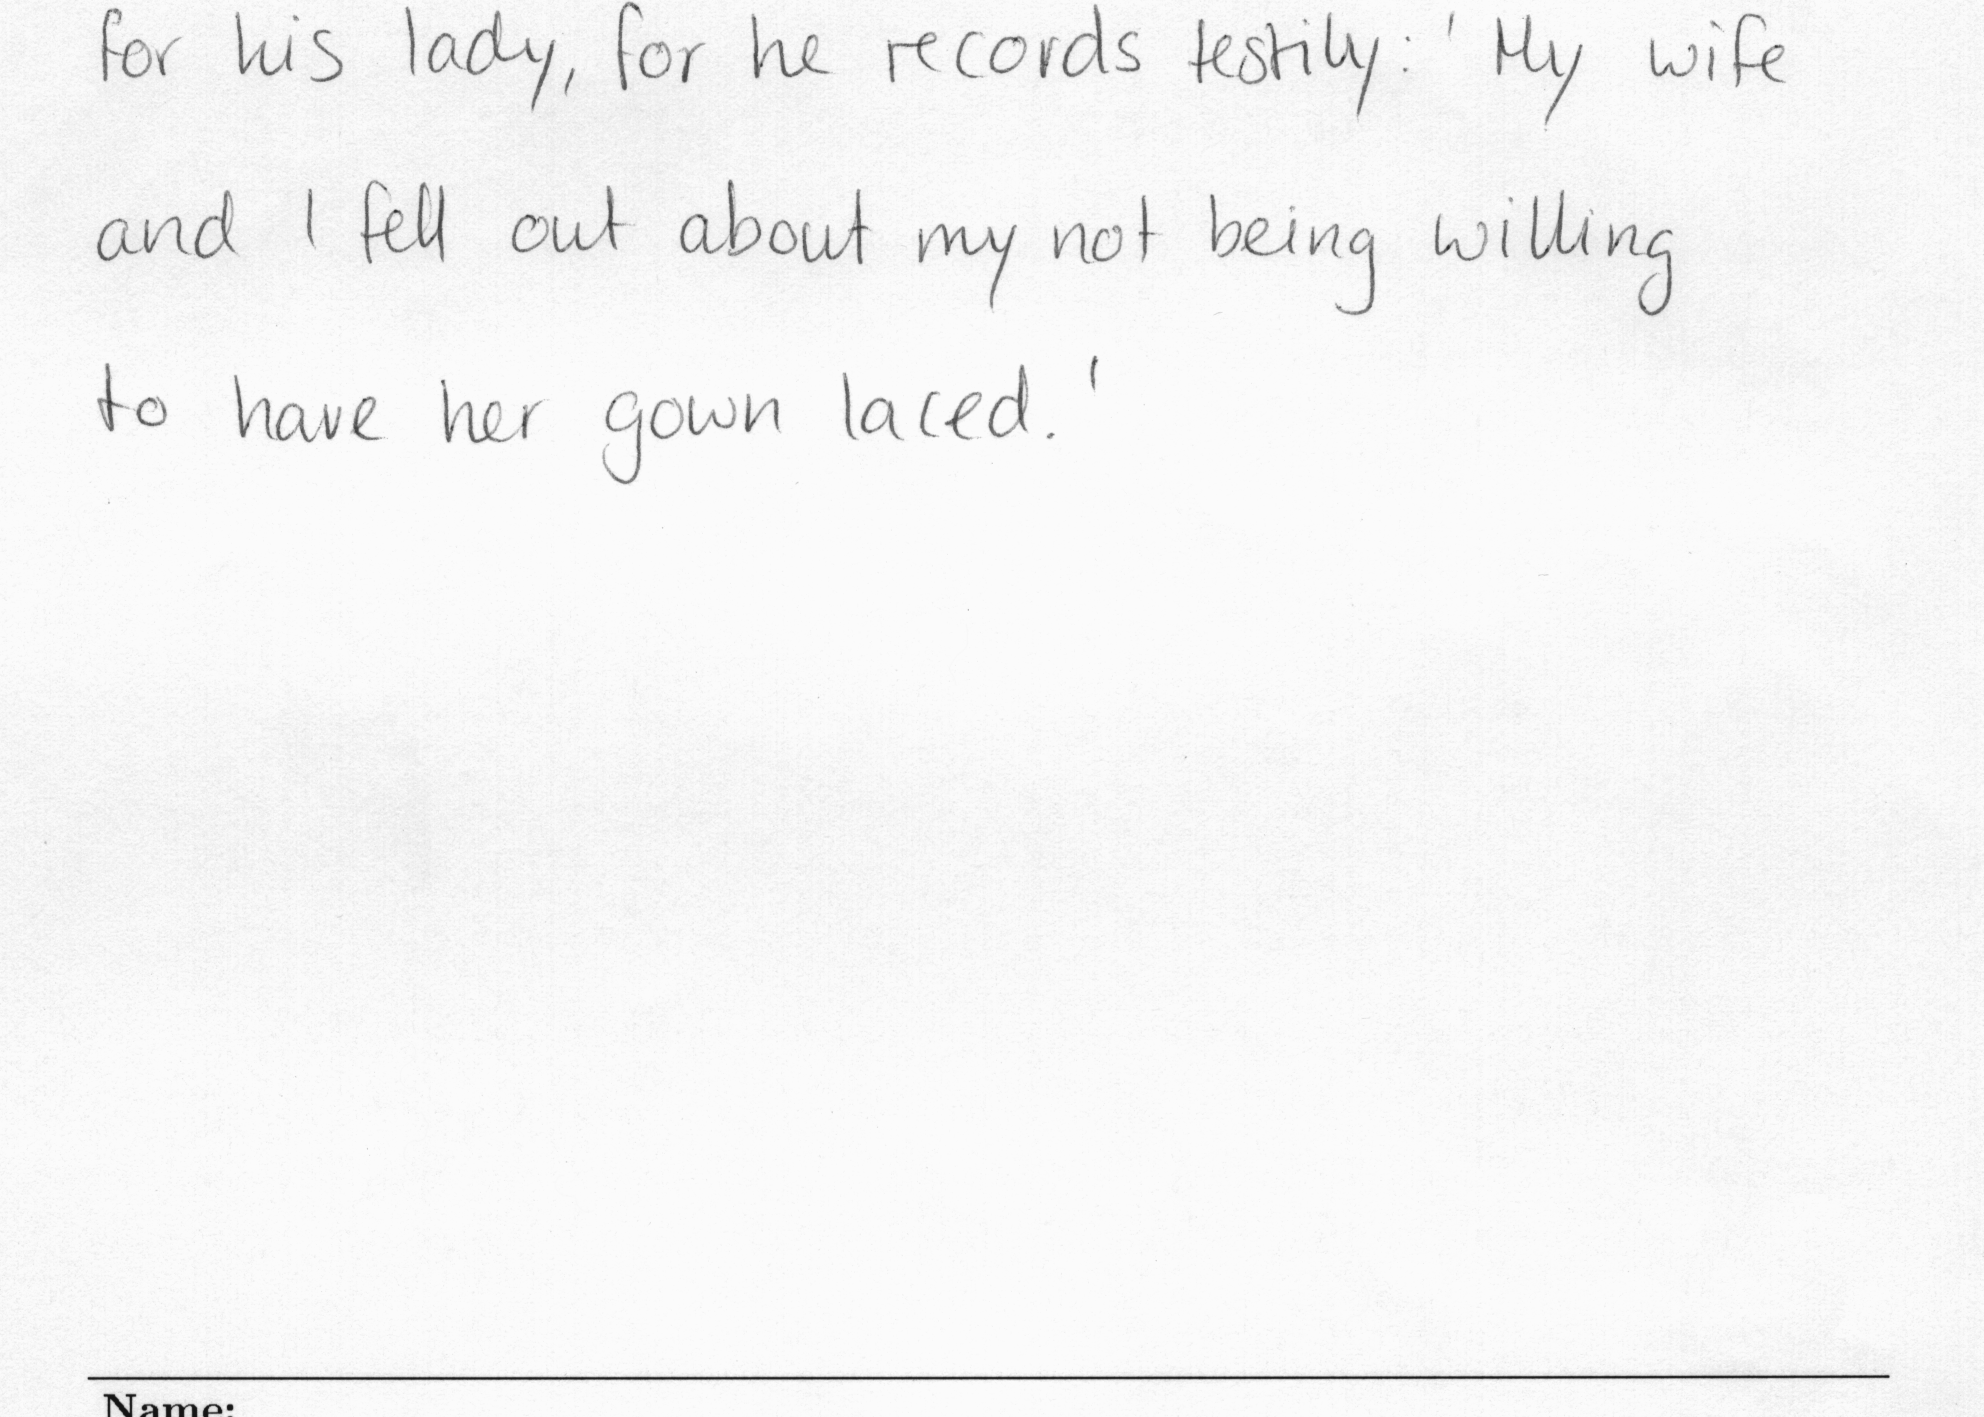 for his lady, for he records testily: 'My wife
and I fell out about my not being willing
to have her gown laced.'
Name: